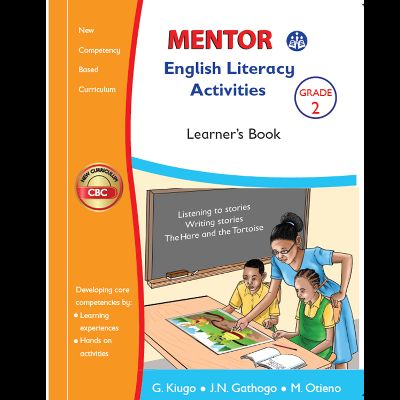 New
Competency
Based
Curriculum
MENTOR
English Literacy
Activities
GRADE
2
Learner's Book
NEW CURRICULUM
CBC
Listening to stories
Writing stories
The Hare and the Tortoise
Developing core
competencies by:
• Learning
experiences
• Hands on
activities
G. Kiugo • J.N. Gathogo • M. Otieno